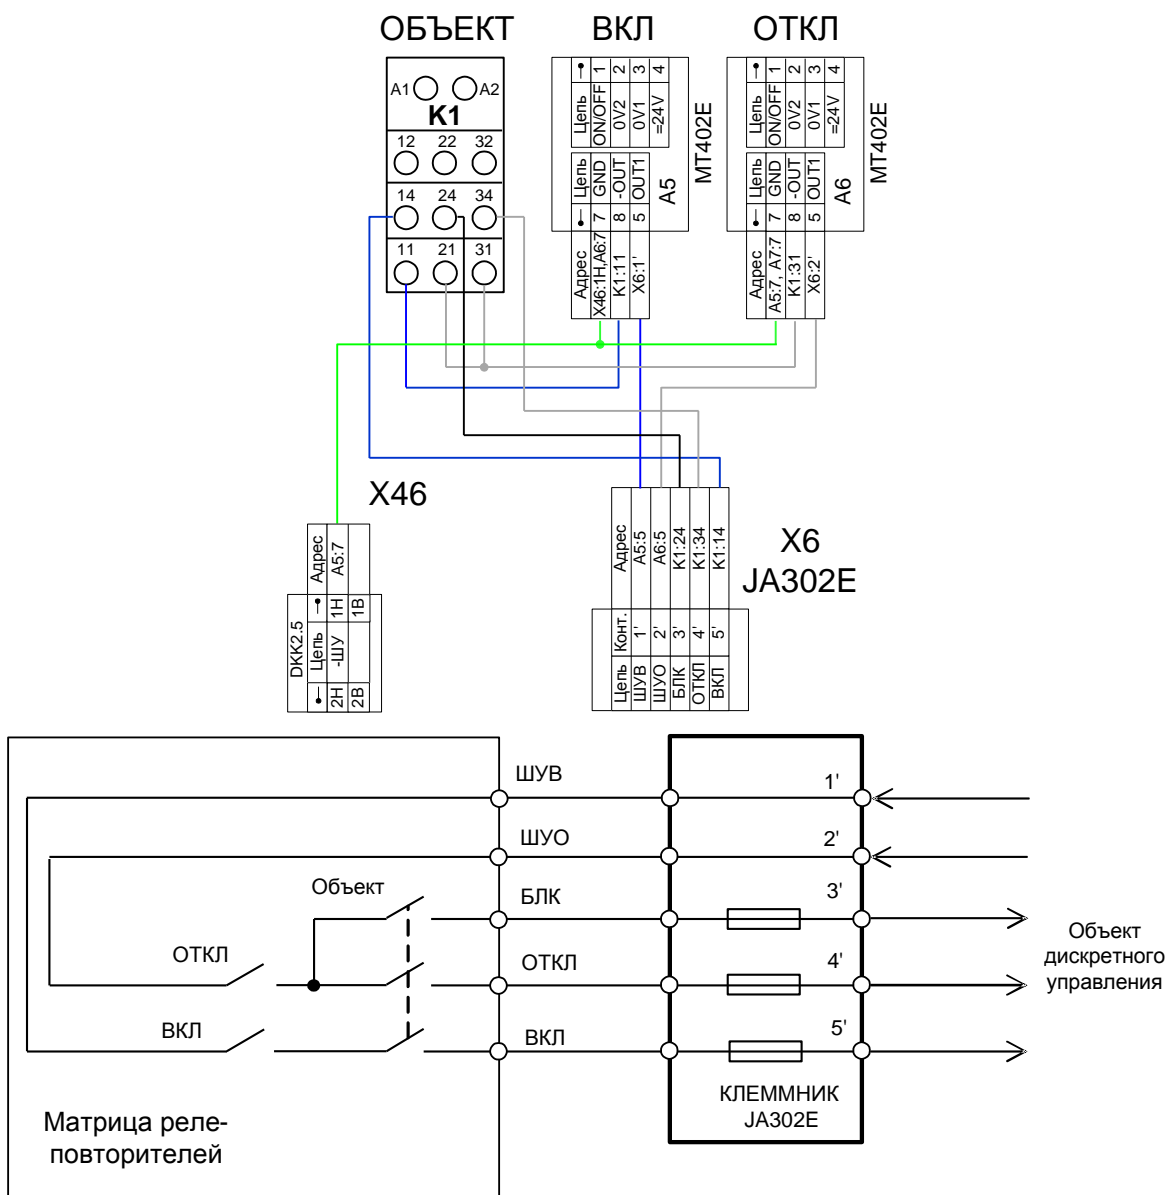 ОБЪЕКТ
ВКЛ
ОТКЛ
A1
A2
K1
12
22
32
14
24
34
11
21
31
Цепь
1
2
3
4
ON/OFF
0V2
0V1
=24V
Цепь
GND
-OUT
OUT1
7
8
5
A5
MT402E
Адрес
X46:1Н,A6:7
K1:11
X6:1'
Цепь
1
2
3
4
ON/OFF
0V2
0V1
=24V
Цепь
GND
-OUT
OUT1
7
8
5
A6
MT402E
Адрес
A5:7, A7:7
K1:31
X6:2'
X46
DKK2.5
Адрес
A5:7
1Н
1В
Цепь
-ШУ
2Н
2В
X6
JA302E
Адрес
A5:5
A6:5
K1:24
K1:34
K1:14
Конт.
1'
2'
3'
4'
5'
Цепь
ШУВ
ШУО
БЛК
ОТКЛ
ВКЛ
ШУВ
1'
ШУО
2'
Объект
БЛК
3'
ОТКЛ
ОТКЛ
4'
Объект
дискретного
управления
ВКЛ
ВКЛ
5'
КЛЕММНИК
JA302E
Матрица реле-
повторителей